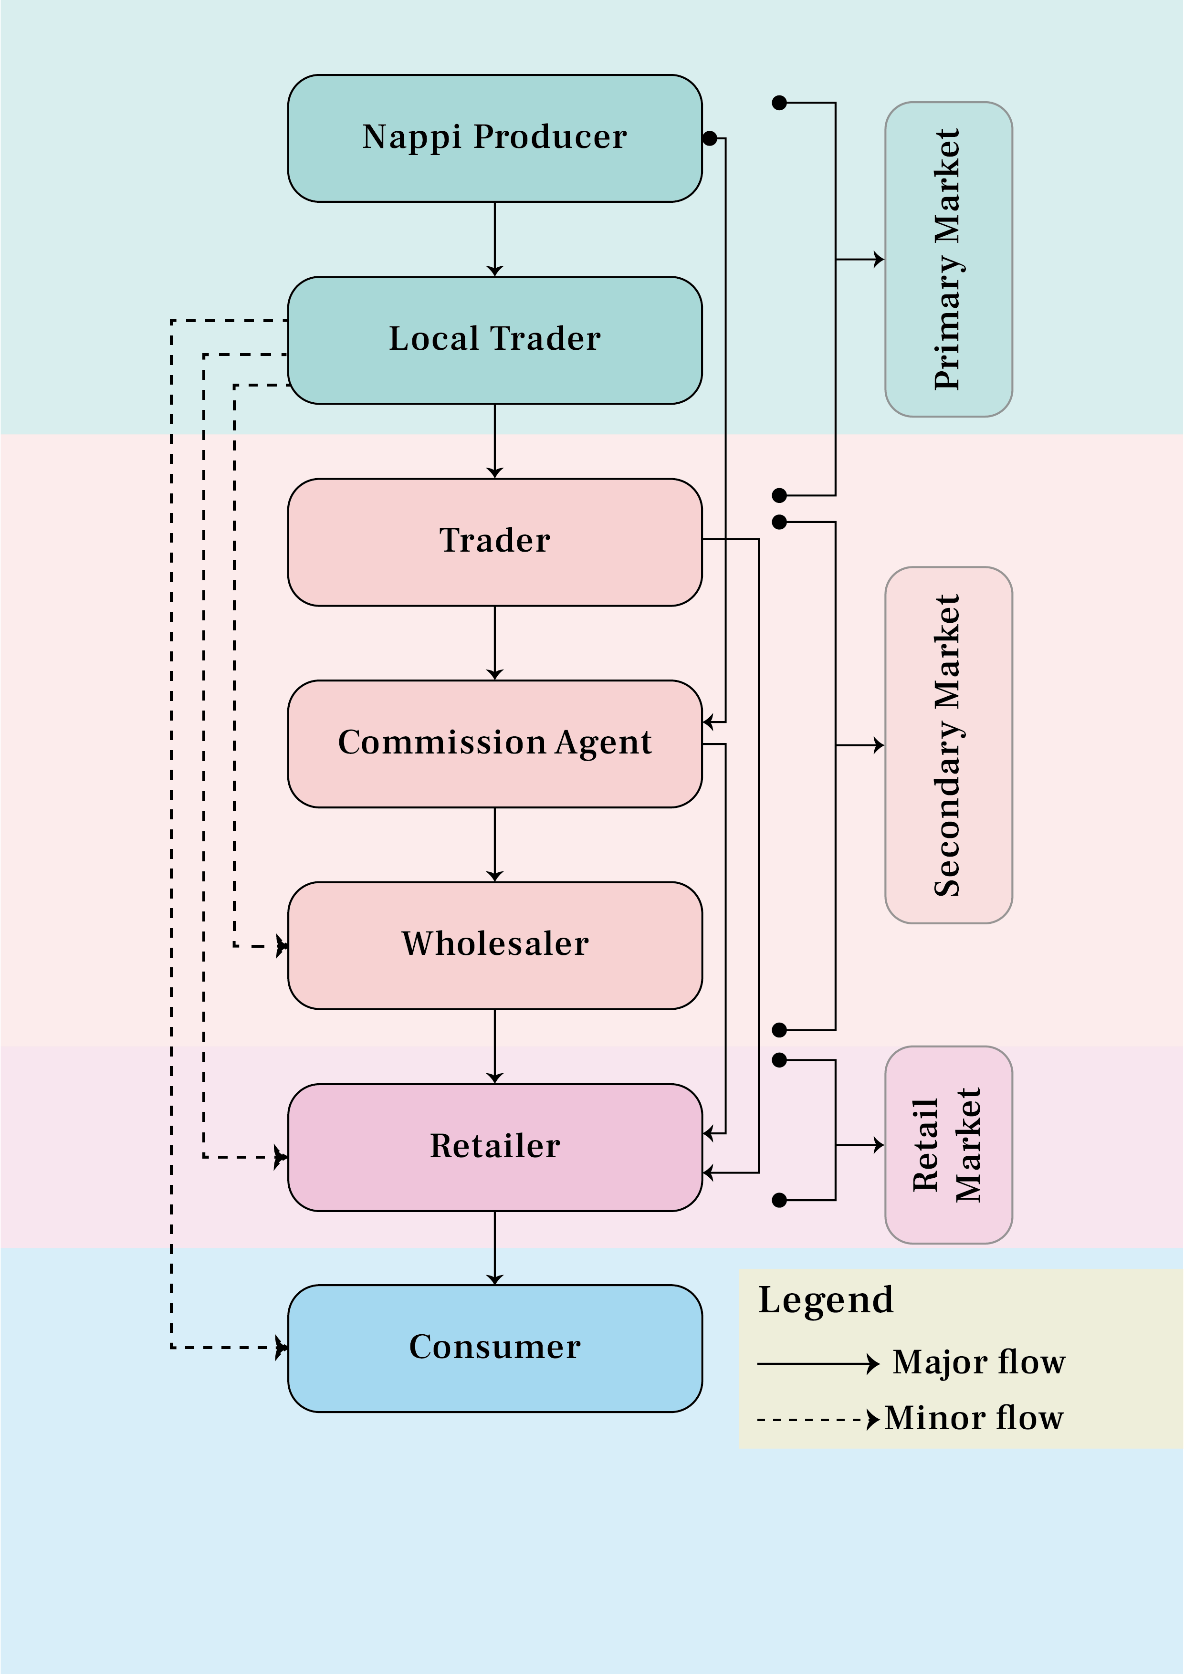 Nappi Producer
Local Trader
Trader
Commission Agent
Wholesaler
Retailer
Consumer
Primary Market
Secondary Market
Retail
Market
Legend
Major flow
Minor flow